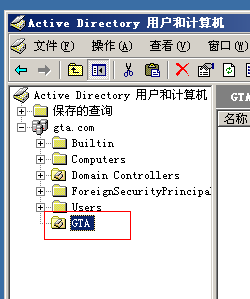 Active Directory 用户和计算机
文件(F) 操作(A) 查看(V) 窗口(W)
Active Directory 用户和计算机
GTA
名称
保存的查询
gta.com
Builtin
Computers
Domain Controllers
ForeignSecurityPrincipal
Users
GTA